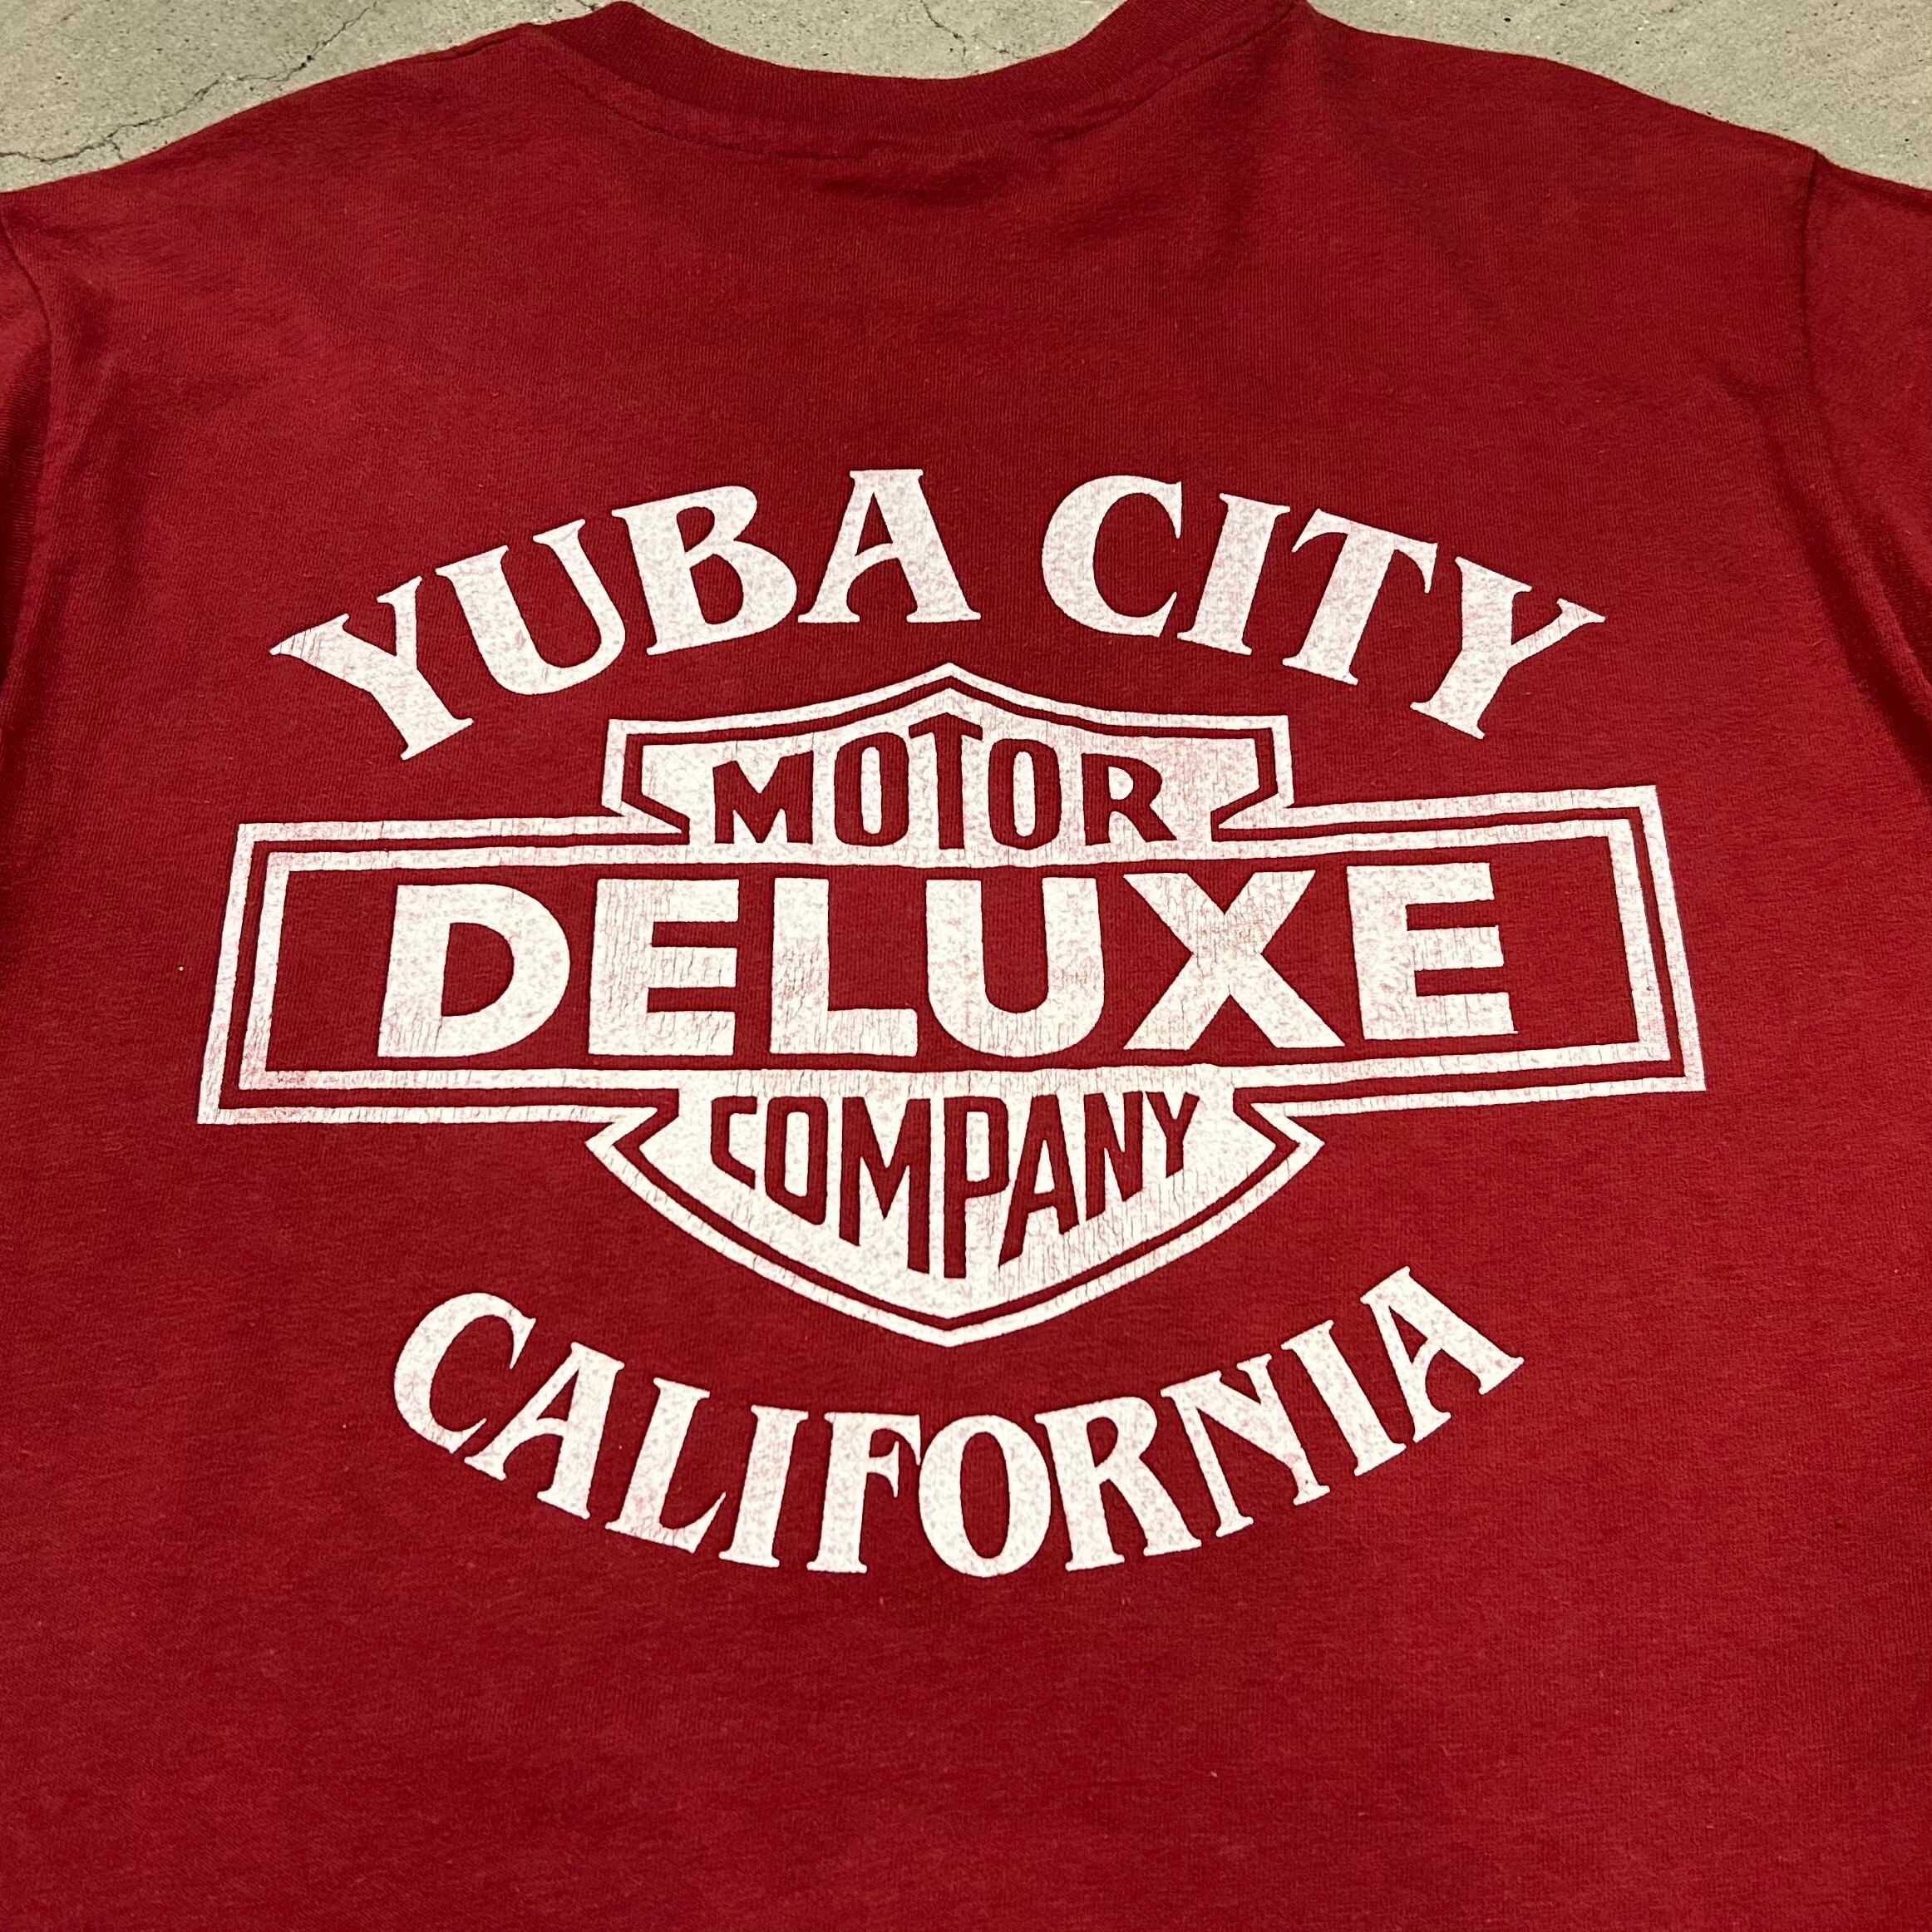 YUBA CITY
MOTOR
DELUXE
COMPANY
CALIFORNIA